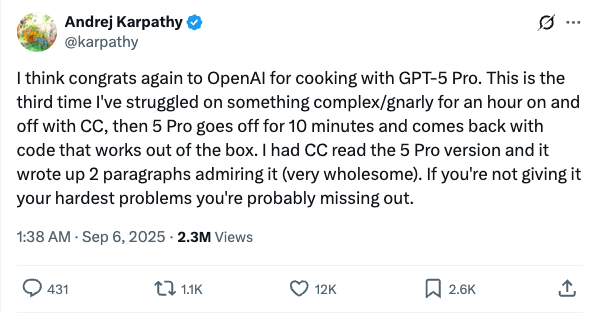 Andrej Karpathy
@karpathy
I think congrats again to OpenAI for cooking with GPT-5 Pro. This is the
third time I've struggled on something complex/gnarly for an hour on and
off with CC, then 5 Pro goes off for 10 minutes and comes back with
code that works out of the box. I had CC read the 5 Pro version and it
wrote up 2 paragraphs admiring it (very wholesome). If you're not giving it
your hardest problems you're probably missing out.
1:38 AM · Sep 6, 2025 · 2.3M Views
431 1.1K 12K 2.6K